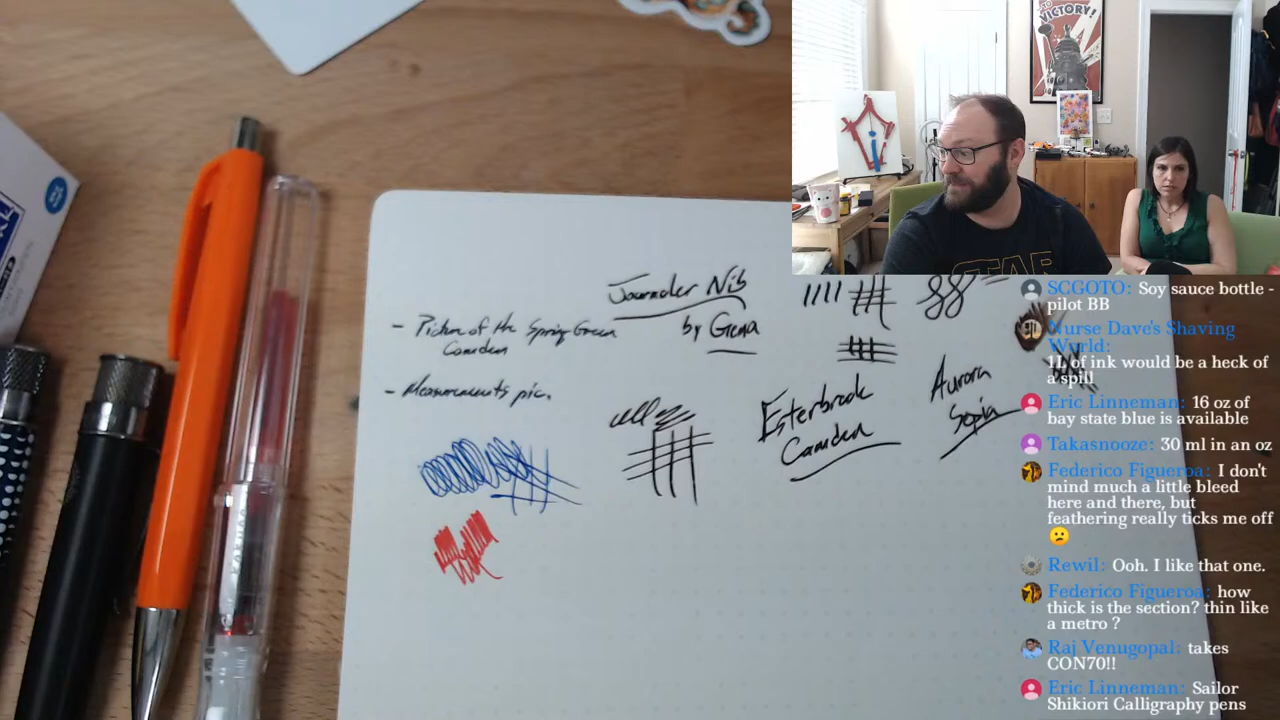 TO VICTORY!
STAR
Journaler Nib
by Gena
- Picture of the Spring Green
Camden
- Measurements pic.
Esterbrook
Camden
Aurora
Sepia
SCGOTO: Soy sauce bottle -
pilot BB
Nurse Dave's Shaving
World:
1L of ink would be a heck of
a spill
Eric Linneman: 16 oz of
bay state blue is available
Takasnooze: 30 ml in an oz
Federico Figueroa: I don't
mind much a little bleed
here and there, but
feathering really ticks me off
Rewil: Ooh. I like that one.
Federico Figueroa: how
thick is the section? thin like
a metro ?
Raj Venugopal: takes
CON70!!
Eric Linneman: Sailor
Shikiori Calligraphy pens